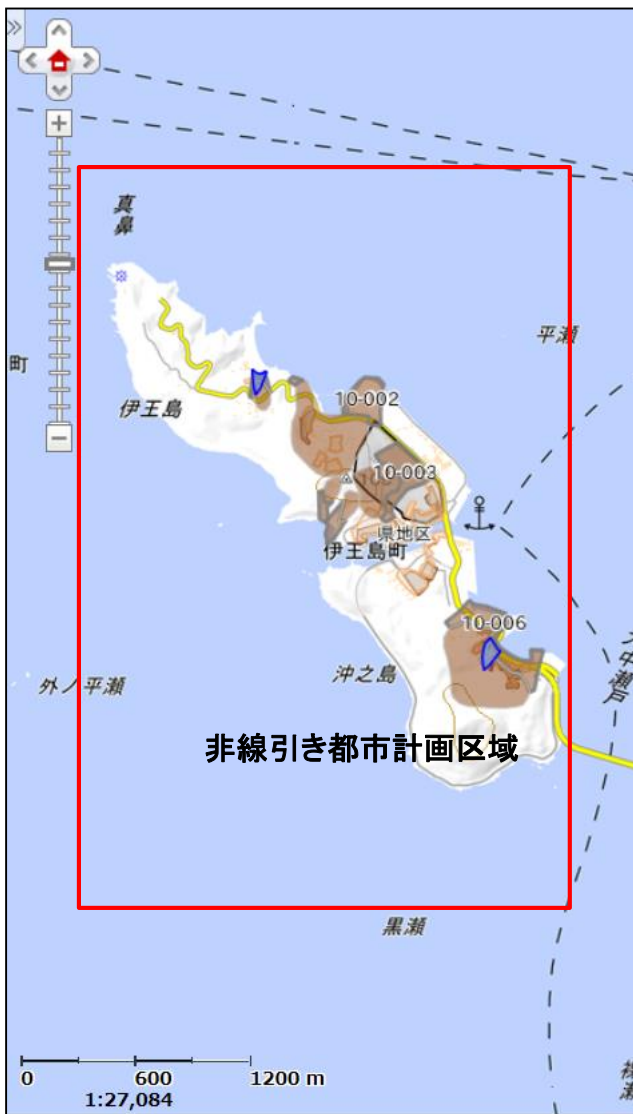 真鼻
平瀬
町
10-002
伊王島
10-003
県地区
伊王島町
10-006
沖之島
外ノ平瀬
非線引き都市計画区域
黒瀬
0 600 1200 m
1:27,084